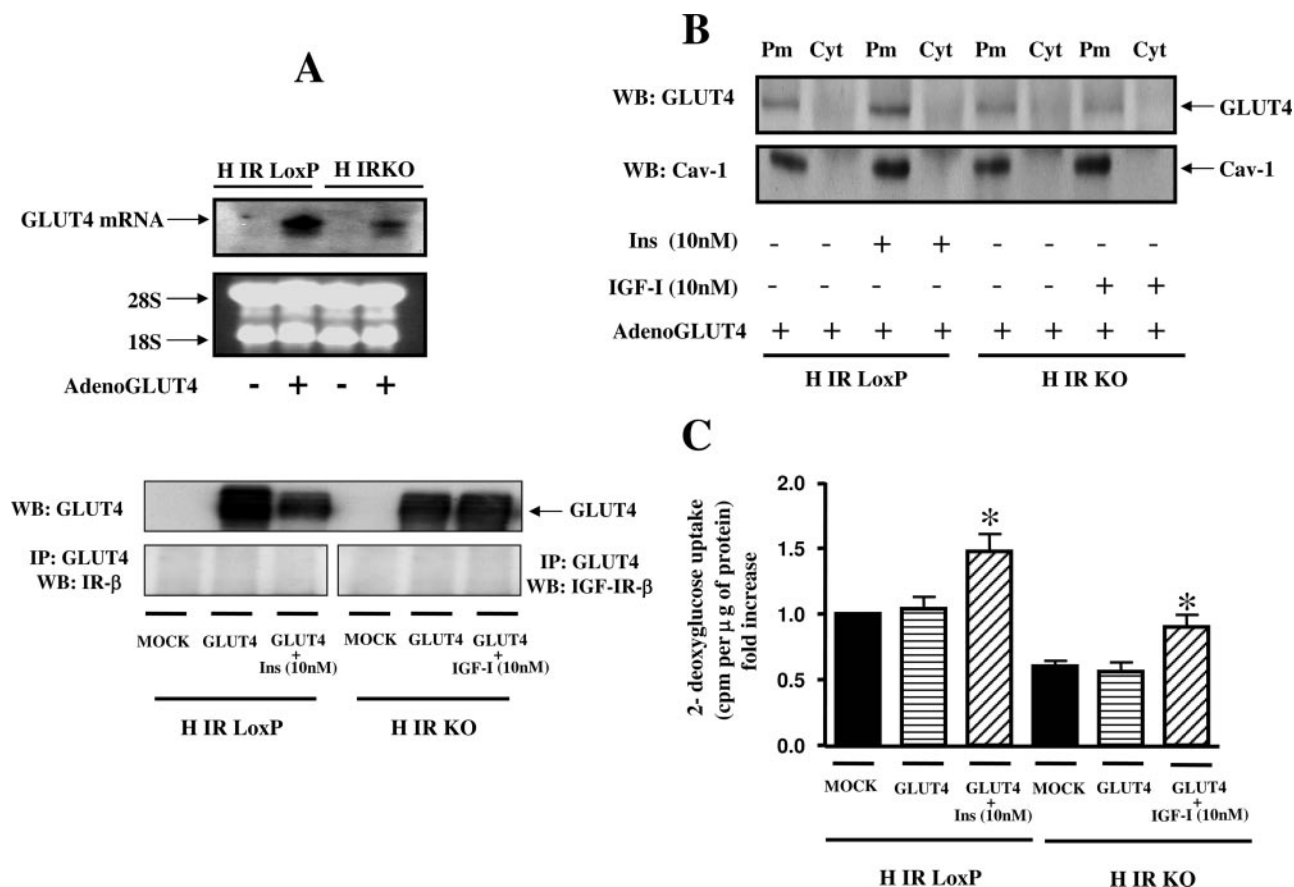 A
H IR LoxP H IRKO
GLUT4 mRNA
28S
18S
AdenoGLUT4 - + - +
WB: GLUT4
GLUT4
IP: GLUT4
WB: IR-β
IP: GLUT4
WB: IGF-IR-β
MOCK GLUT4 GLUT4 + Ins (10nM) MOCK GLUT4 GLUT4 + IGF-I (10nM)
H IR LoxP H IR KO
B
Pm Cyt Pm Cyt Pm Cyt Pm Cyt
WB: GLUT4 GLUT4
WB: Cav-1 Cav-1
Ins (10nM) - - + + - - - -
IGF-I (10nM) - - - - - - + +
AdenoGLUT4 + + + + + + + +
H IR LoxP H IR KO
C
2- deoxyglucose uptake
(cpm per μg of protein)
fold increase
2.0
1.5
1.0
0.5
0.0
* *
MOCK GLUT4 GLUT4 + Ins (10nM) MOCK GLUT4 GLUT4 + IGF-I (10nM)
H IR LoxP H IR KO